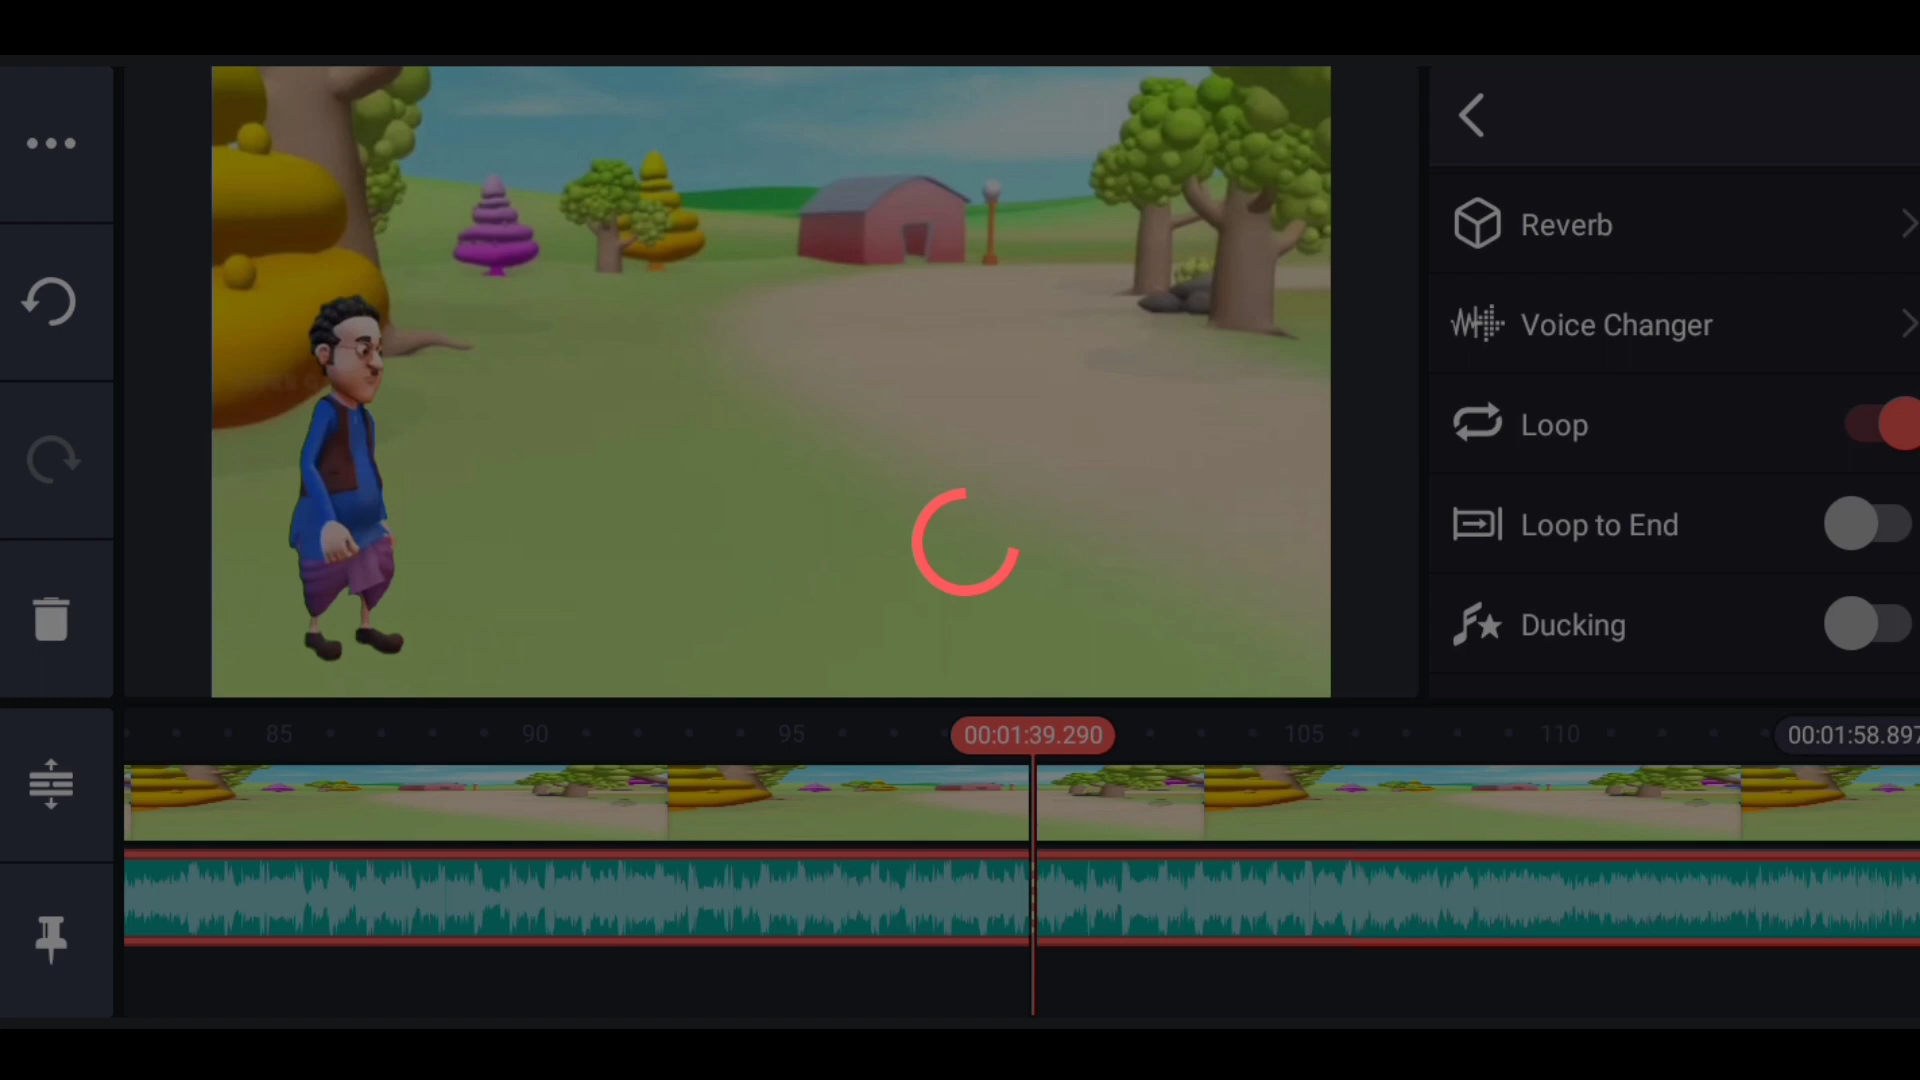 Reverb
Voice Changer
Loop
Loop to End
Ducking
85
90
95
00:01:39.290
105
110
00:01:58.897